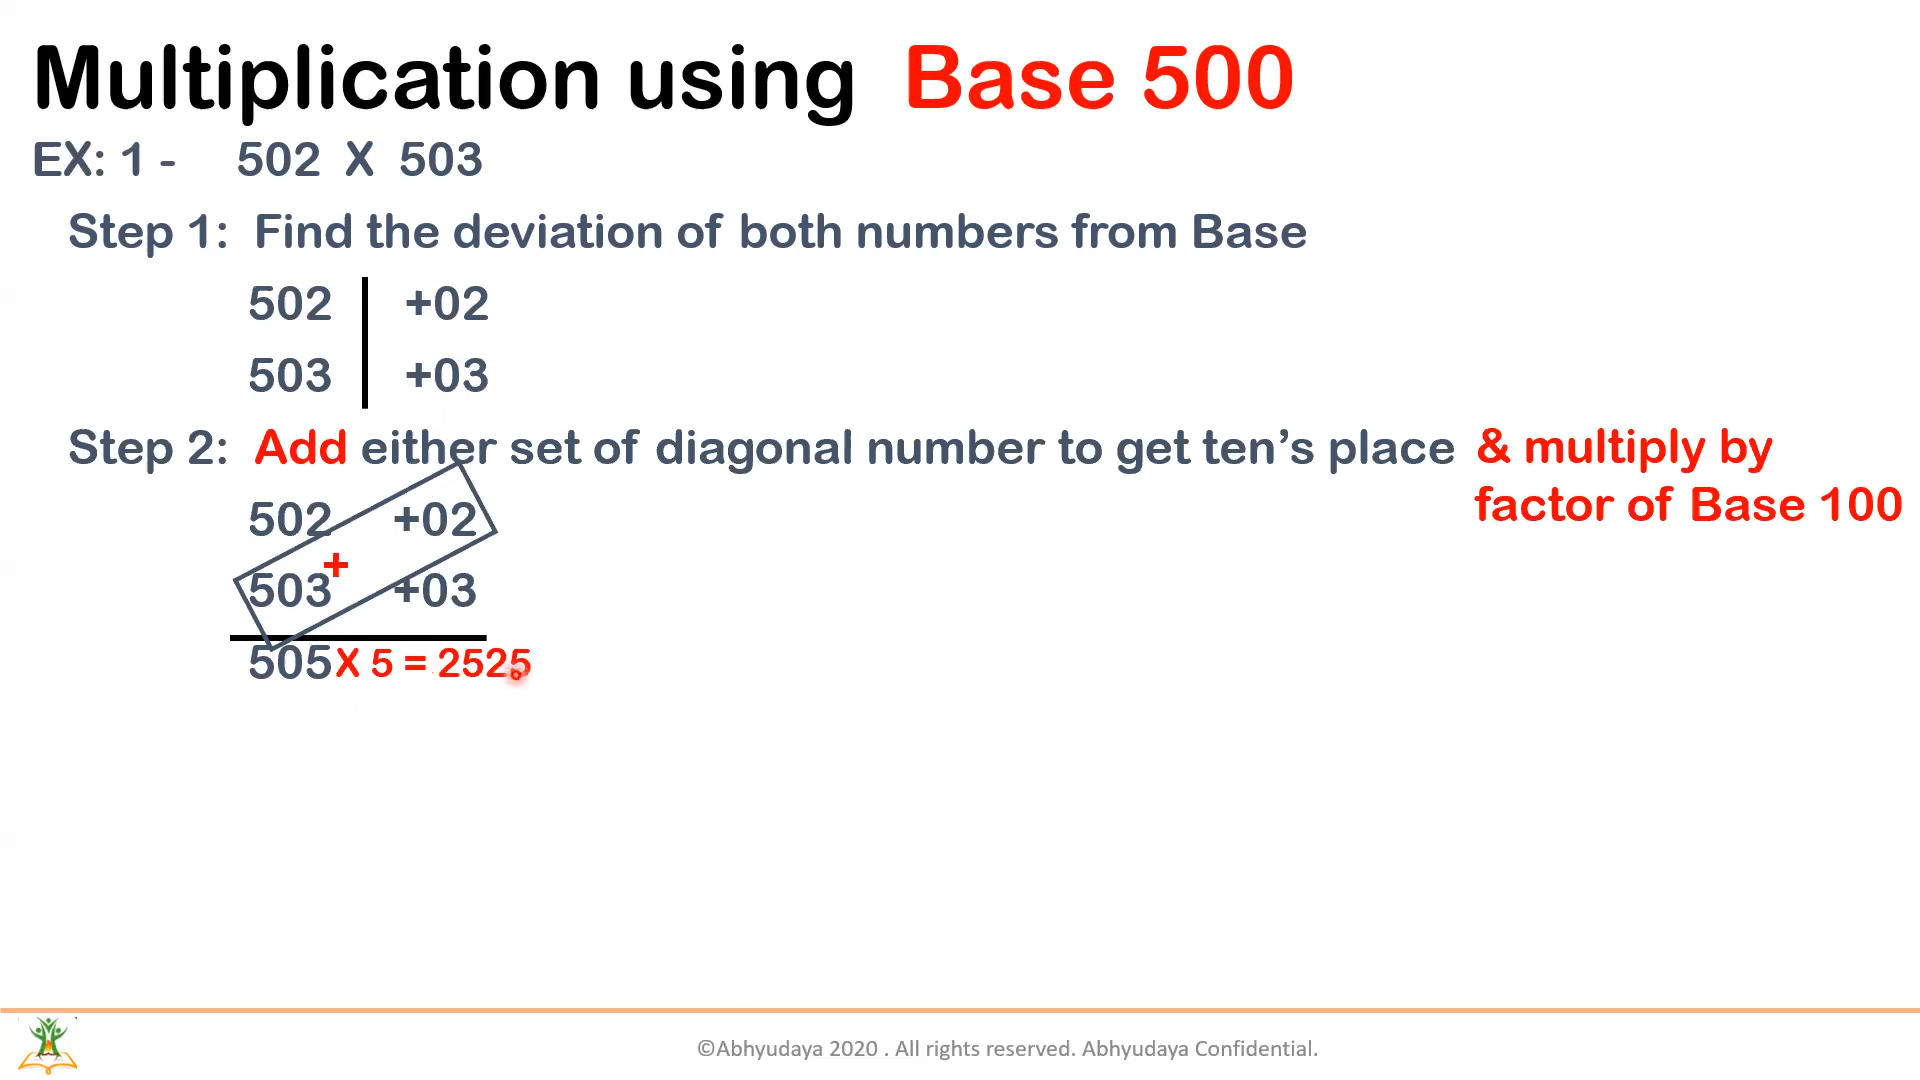 Multiplication using Base 500
EX: 1 - 502 X 503
Step 1: Find the deviation of both numbers from Base
502 +02
503 +03
Step 2: Add either set of diagonal number to get ten’s place & multiply by
factor of Base 100
502 +02
+
503 +03
505 X 5 = 2525
©Abhyudaya 2020 . All rights reserved. Abhyudaya Confidential.